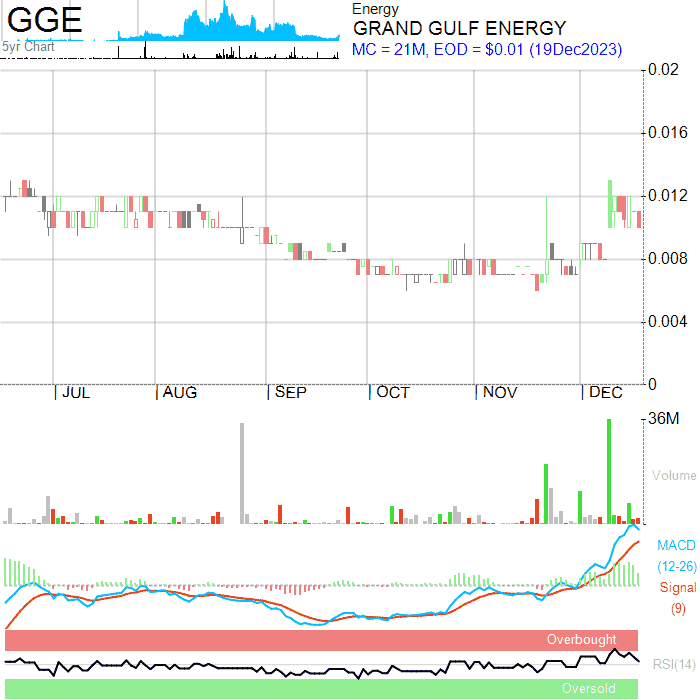 GGE
5yr Chart
Energy
GRAND GULF ENERGY
MC = 21M, EOD = $0.01 (19Dec2023)
0.02
0.016
0.012
0.008
0.004
0
JUL AUG SEP OCT NOV DEC
36M
Volume
MACD
(12-26)
Signal
(9)
Overbought
RSI(14)
Oversold